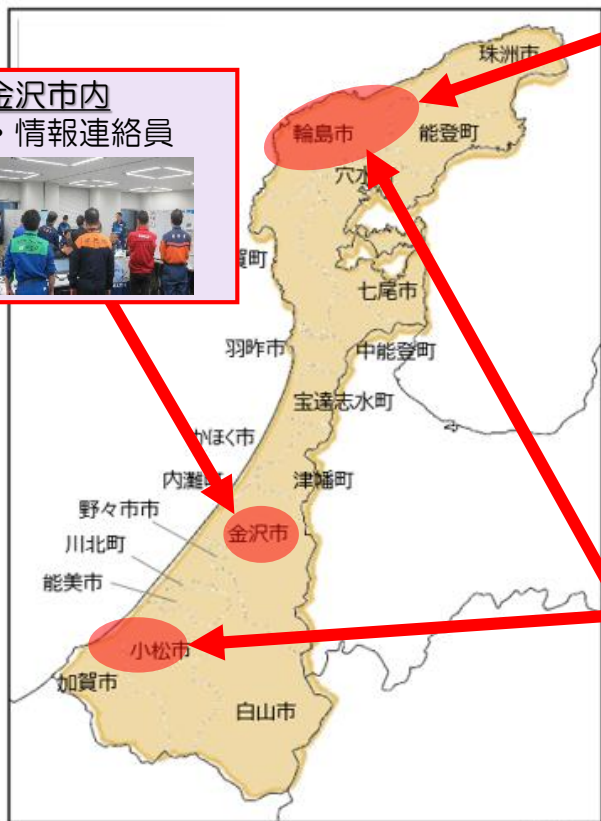 珠洲市
金沢市内
・情報連絡員
輪島市
能登町
穴水
賀町
七尾市
羽咋市
中能登町
宝達志水町
かほく市
内灘町
津幡町
野々市市
金沢市
川北町
能美市
小松市
加賀市
白山市